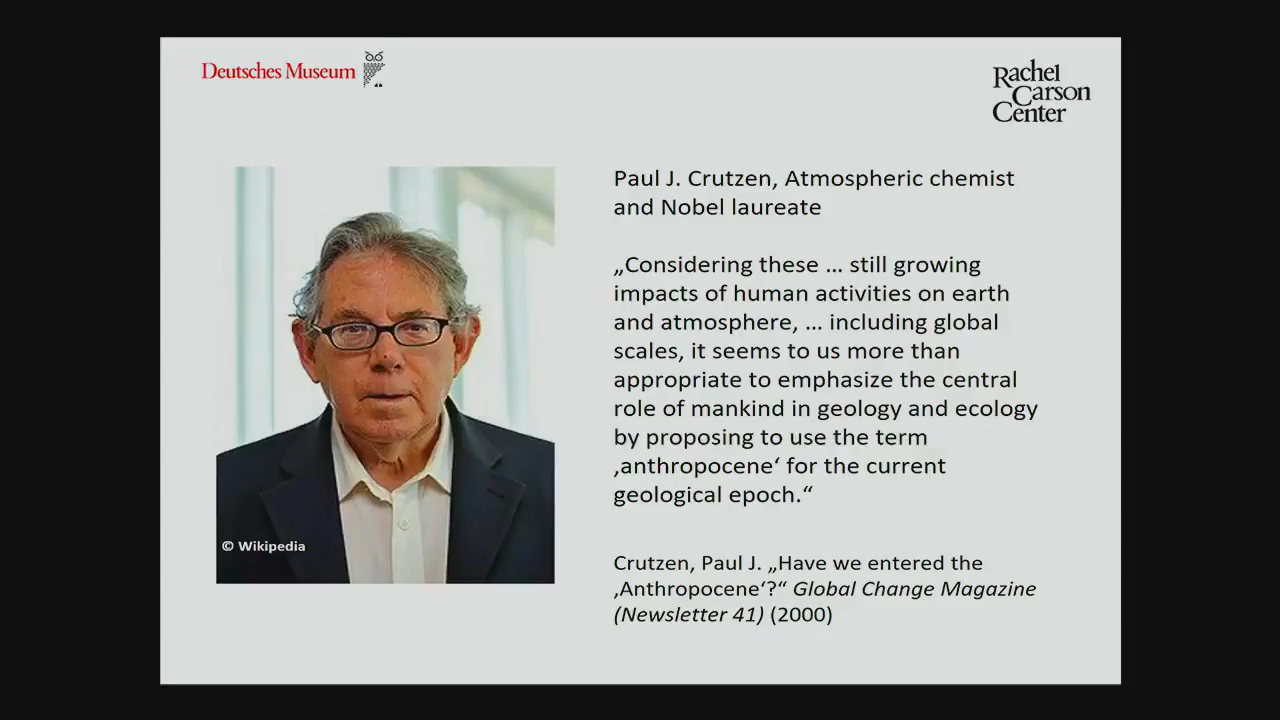 Deutsches Museum
Rachel
Carson
Center
Paul J. Crutzen, Atmospheric chemist
and Nobel laureate
„Considering these ... still growing
impacts of human activities on earth
and atmosphere, ... including global
scales, it seems to us more than
appropriate to emphasize the central
role of mankind in geology and ecology
by proposing to use the term
‚anthropocene‘ for the current
geological epoch.“
© Wikipedia
Crutzen, Paul J. „Have we entered the
‚Anthropocene‘?“ Global Change Magazine
(Newsletter 41) (2000)